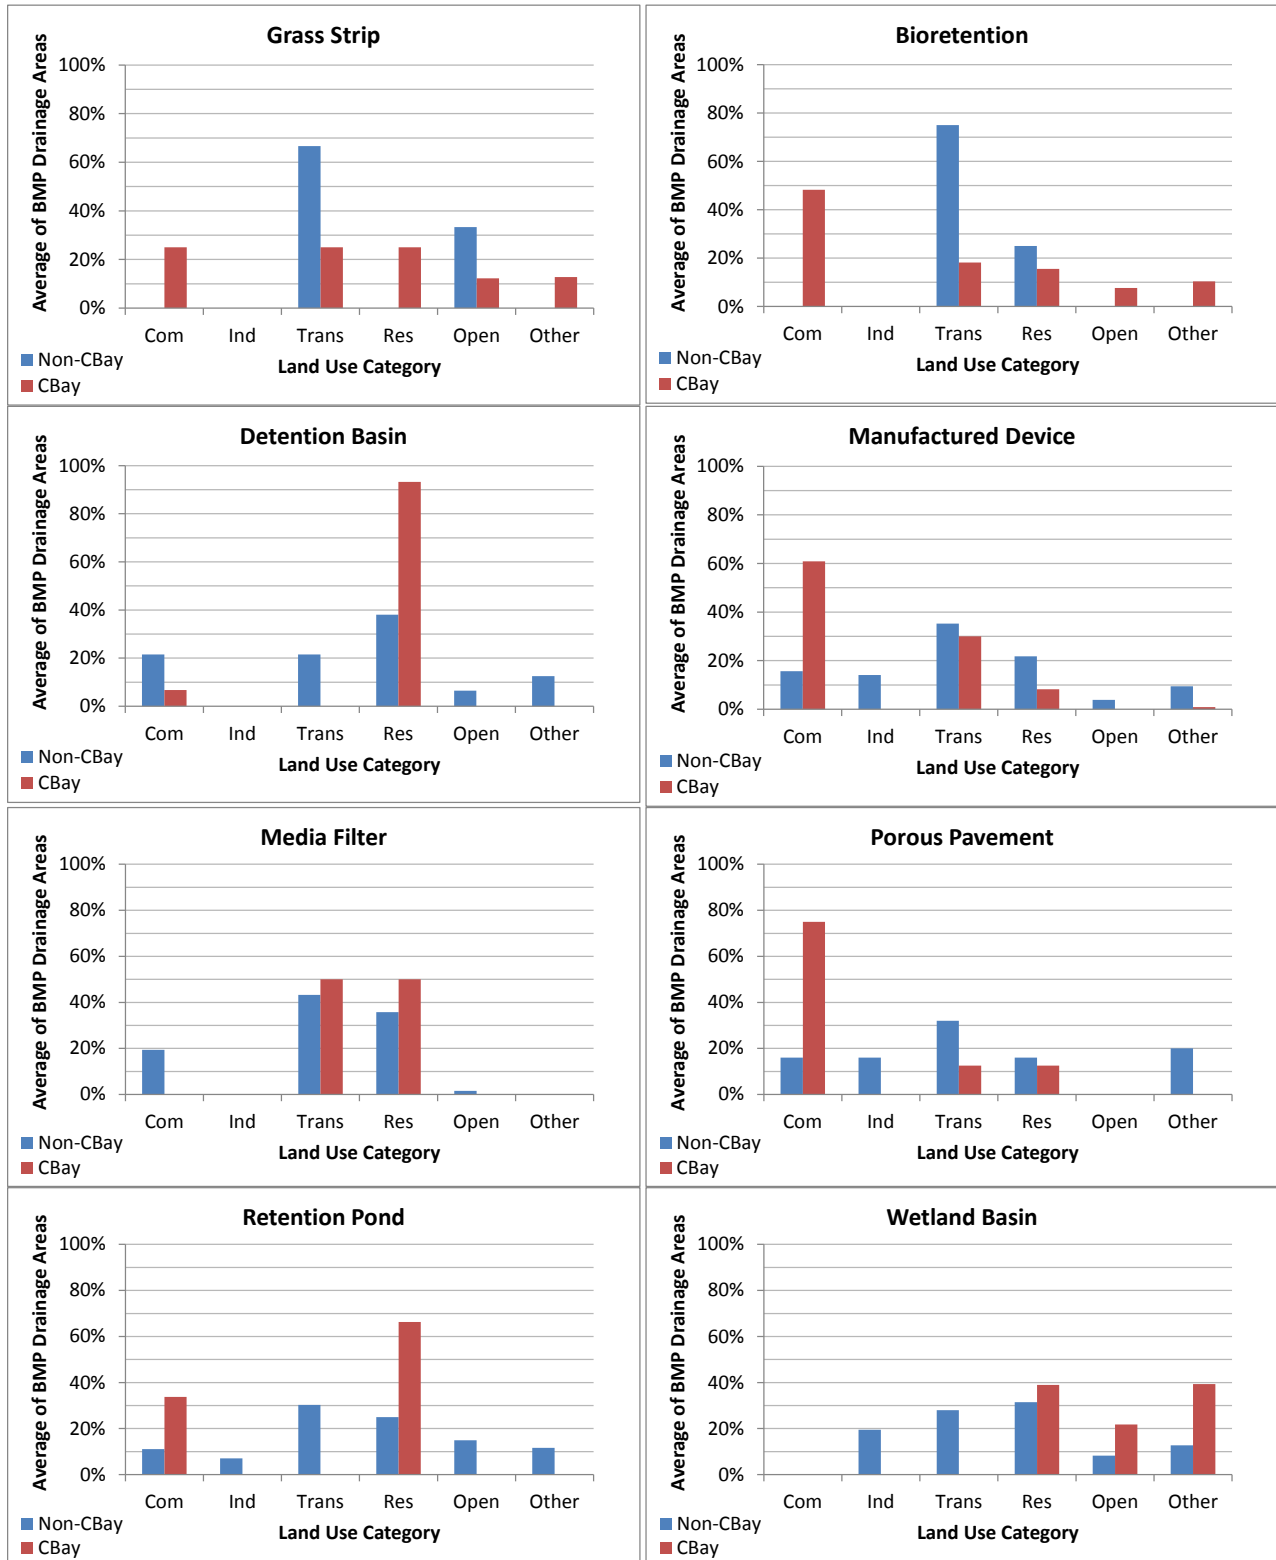 Grass Strip
Average of BMP Drainage Areas
100%
80%
60%
40%
20%
0%
Com Ind Trans Res Open Other
Land Use Category
Non-CBay
CBay
Bioretention
Average of BMP Drainage Areas
100%
80%
60%
40%
20%
0%
Com Ind Trans Res Open Other
Land Use Category
Non-CBay
CBay
Detention Basin
Average of BMP Drainage Areas
100%
80%
60%
40%
20%
0%
Com Ind Trans Res Open Other
Land Use Category
Non-CBay
CBay
Manufactured Device
Average of BMP Drainage Areas
100%
80%
60%
40%
20%
0%
Com Ind Trans Res Open Other
Land Use Category
Non-CBay
CBay
Media Filter
Average of BMP Drainage Areas
100%
80%
60%
40%
20%
0%
Com Ind Trans Res Open Other
Land Use Category
Non-CBay
CBay
Porous Pavement
Average of BMP Drainage Areas
100%
80%
60%
40%
20%
0%
Com Ind Trans Res Open Other
Land Use Category
Non-CBay
CBay
Retention Pond
Average of BMP Drainage Areas
100%
80%
60%
40%
20%
0%
Com Ind Trans Res Open Other
Land Use Category
Non-CBay
CBay
Wetland Basin
Average of BMP Drainage Areas
100%
80%
60%
40%
20%
0%
Com Ind Trans Res Open Other
Land Use Category
Non-CBay
CBay